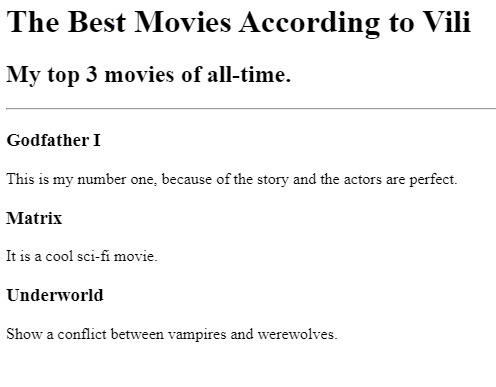 The Best Movies According to Vili
My top 3 movies of all-time.
Godfather I
This is my number one, because of the story and the actors are perfect.
Matrix
It is a cool sci-fi movie.
Underworld
Show a conflict between vampires and werewolves.